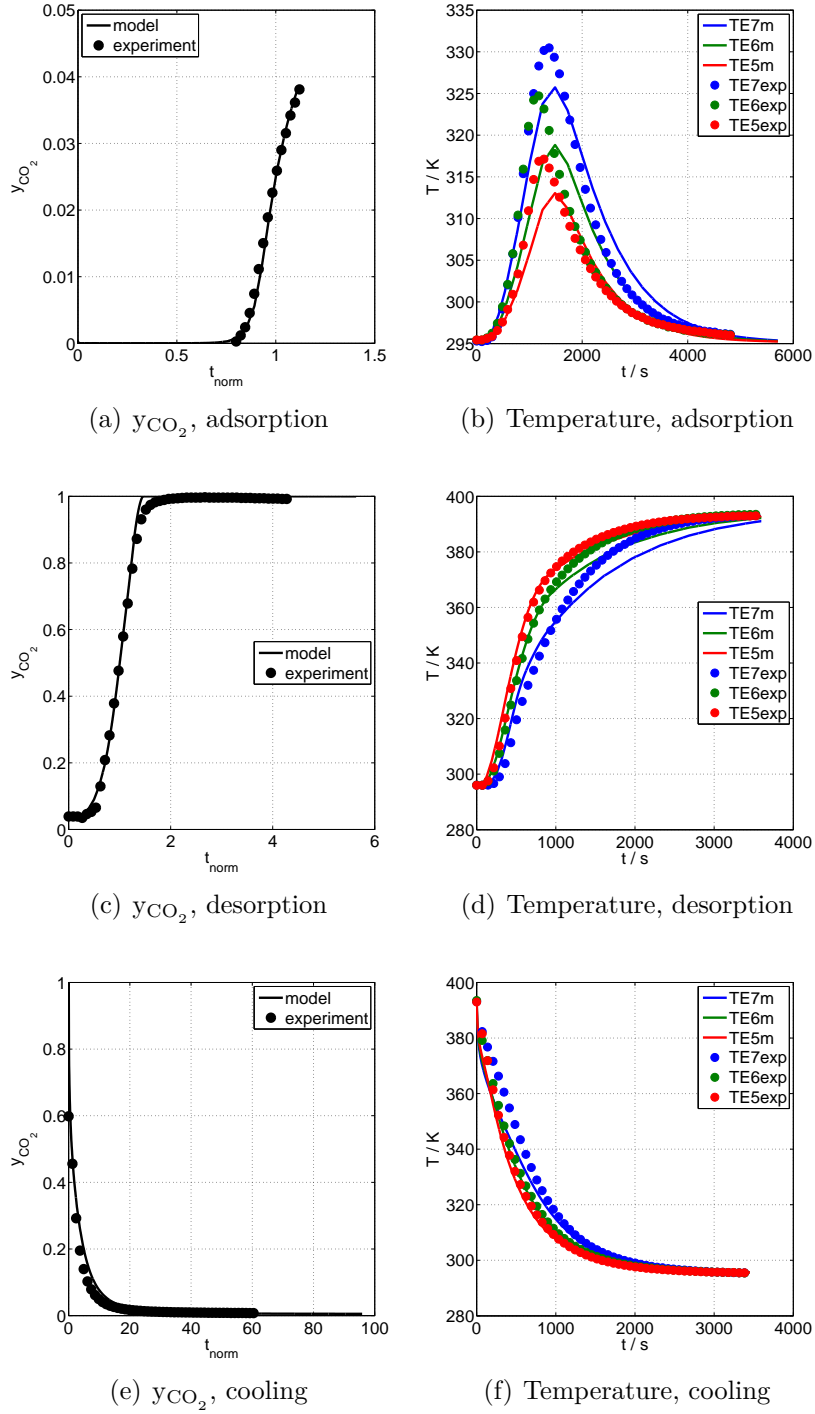 0.05
0.04
0.03
0.02
0.01
0
y_CO₂
0
0.5
1
1.5
t_norm
model
experiment
(a) y_CO₂, adsorption
335
330
325
320
315
310
305
300
295
T / K
0
2000
4000
6000
t / s
TE7m
TE6m
TE5m
TE7exp
TE6exp
TE5exp
(b) Temperature, adsorption
1
0.8
0.6
0.4
0.2
0
y_CO₂
0
2
4
6
t_norm
model
experiment
(c) y_CO₂, desorption
400
380
360
340
320
300
280
T / K
0
1000
2000
3000
4000
t / s
TE7m
TE6m
TE5m
TE7exp
TE6exp
TE5exp
(d) Temperature, desorption
1
0.8
0.6
0.4
0.2
0
y_CO₂
0
20
40
60
80
100
t_norm
model
experiment
(e) y_CO₂, cooling
400
380
360
340
320
300
280
T / K
0
1000
2000
3000
4000
t / s
TE7m
TE6m
TE5m
TE7exp
TE6exp
TE5exp
(f) Temperature, cooling